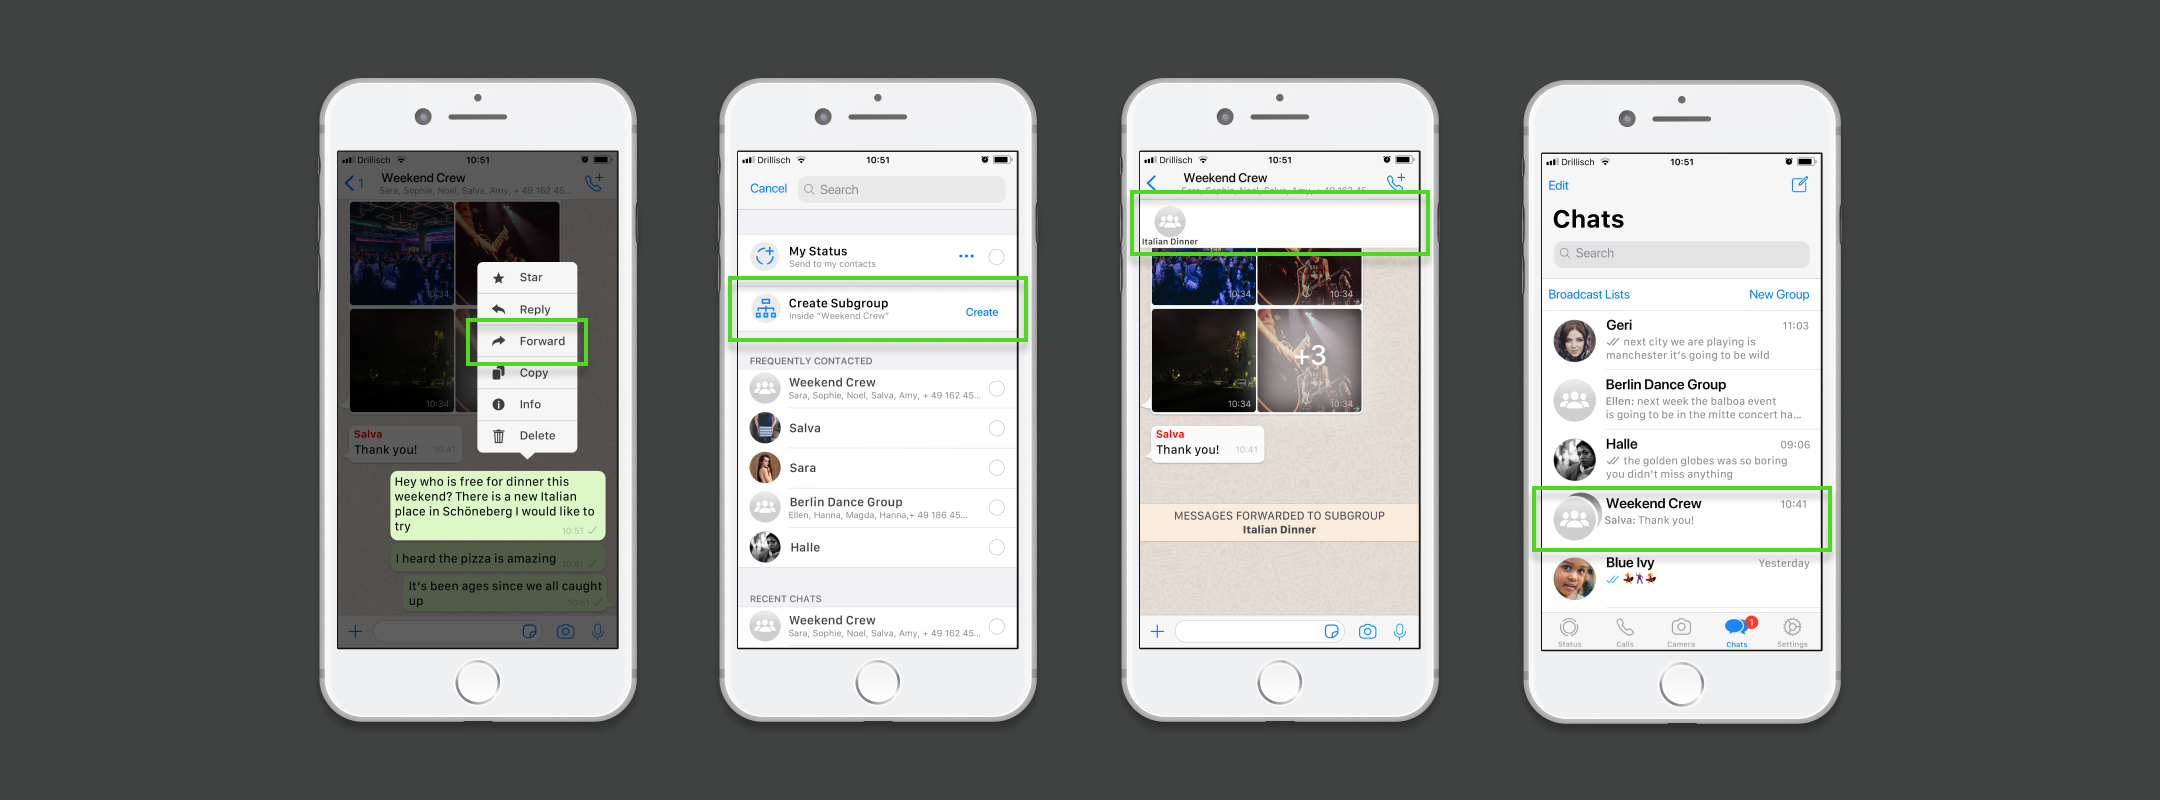 Drillisch
10:51
1
Weekend Crew
Sara, Sophie, Noel, Salva, Amy, + 49 162 45...
10:34
Star
Reply
Forward
Copy
Info
Delete
10:34
Salva
Thank you!
10:41
Hey who is free for dinner this
weekend? There is a new Italian
place in Schöneberg I would like to
try
10:51
I heard the pizza is amazing
10:51
It's been ages since we all caught
up
10:51
Drillisch
10:51
Cancel
Search
My Status
Send to my contacts
Create Subgroup
Inside "Weekend Crew"
Create
FREQUENTLY CONTACTED
Weekend Crew
Sara, Sophie, Noel, Salva, Amy, + 49 162 45...
Salva
Sara
Berlin Dance Group
Ellen, Hanna, Magda, Hanna,+ 49 186 45...
Halle
RECENT CHATS
Weekend Crew
Sara, Sophie, Noel, Salva, Amy, + 49 162 45...
Drillisch
10:51
Weekend Crew
Sara, Sophie, Noel, Salva, Amy, + 49 162 45
Italian Dinner
10:34
10:34
+3
10:34
10:34
Salva
Thank you!
10:41
MESSAGES FORWARDED TO SUBGROUP
Italian Dinner
Drillisch
10:51
Edit
Chats
Search
Broadcast Lists
New Group
Geri
11:03
next city we are playing is
manchester it's going to be wild
Berlin Dance Group
Ellen: next week the balboa event
is going to be in the mitte concert ha...
Halle
09:06
the golden globes was so boring
you didn't miss anything
Weekend Crew
10:41
Salva: Thank you!
Blue Ivy
Yesterday
1
Status
Calls
Camera
Chats
Settings